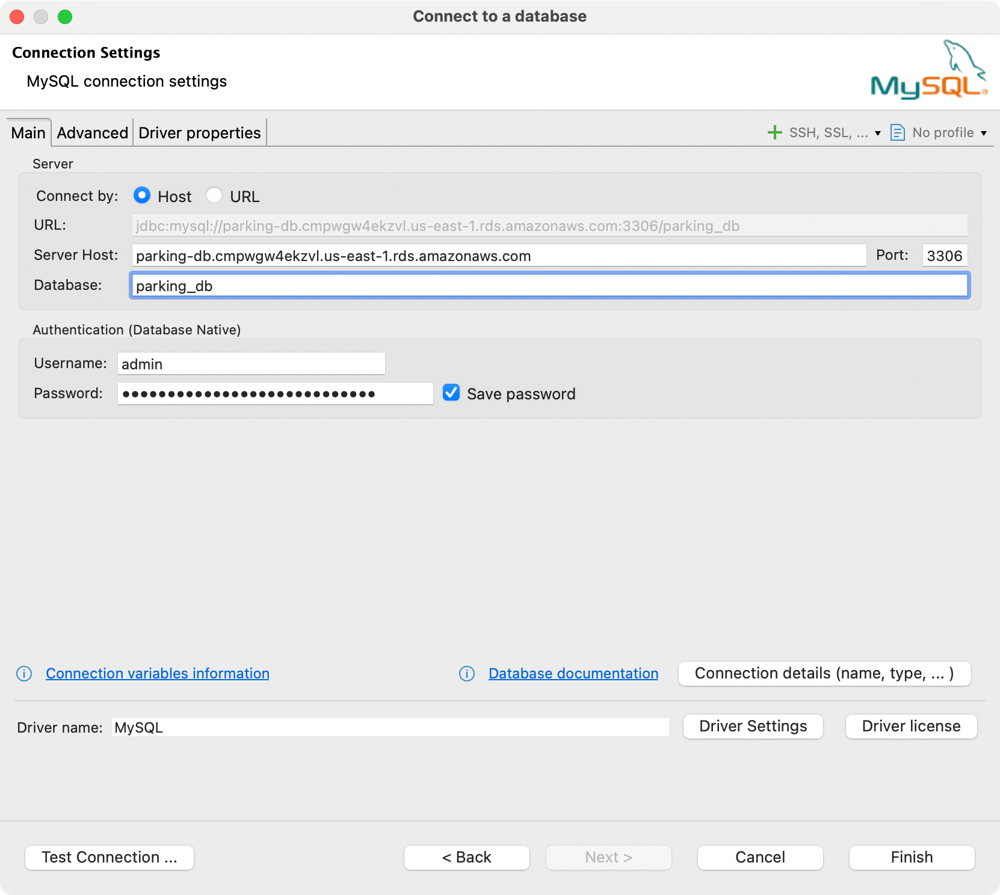 Connect to a database
Connection Settings
MySQL connection settings
MySQL®
Main Advanced Driver properties SSH, SSL, ... No profile
Server
Connect by: Host URL
URL: jdbc:mysql://parking-db.cmpwgw4ekzvl.us-east-1.rds.amazonaws.com:3306/parking_db
Server Host: parking-db.cmpwgw4ekzvl.us-east-1.rds.amazonaws.com Port: 3306
Database: parking_db
Authentication (Database Native)
Username: admin
Password: •••••••••••••••••••••••••••• Save password
Connection variables information Database documentation Connection details (name, type, ... )
Driver name: MySQL Driver Settings Driver license
Test Connection ... < Back Next > Cancel Finish